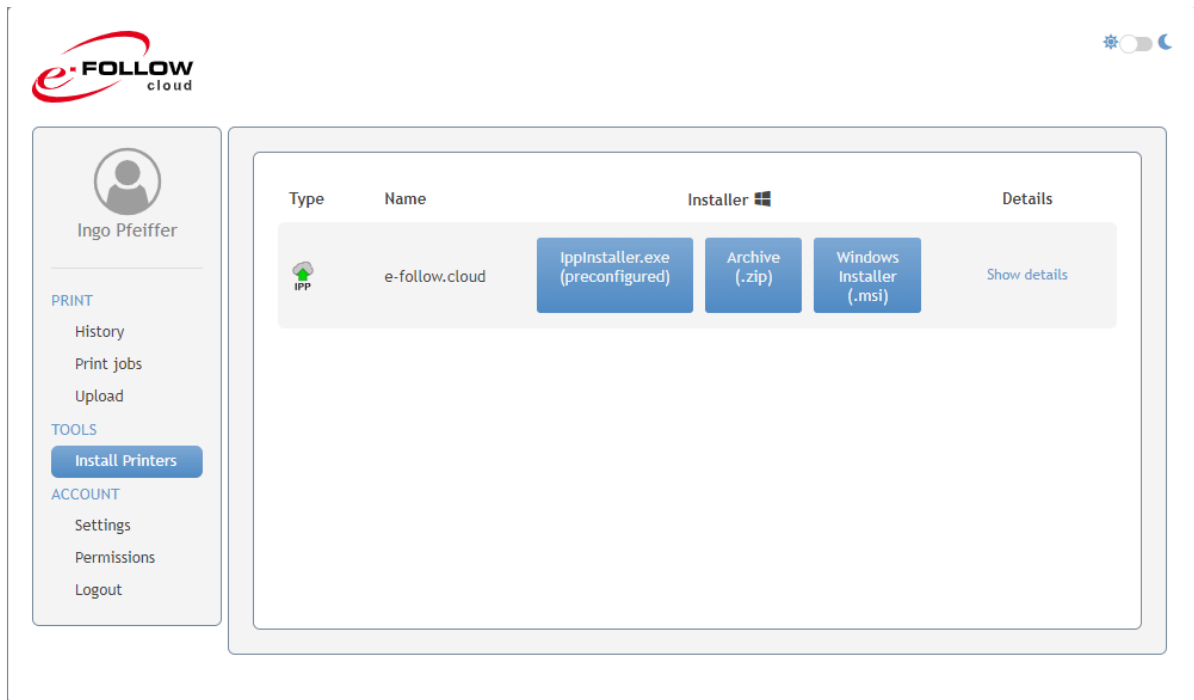 e-FOLLOW
cloud
Ingo Pfeiffer
PRINT
History
Print jobs
Upload
TOOLS
Install Printers
ACCOUNT
Settings
Permissions
Logout
Type Name Installer Details
IPP
e-follow.cloud
IppInstaller.exe
(preconfigured)
Archive
(.zip)
Windows
Installer
(.msi)
Show details